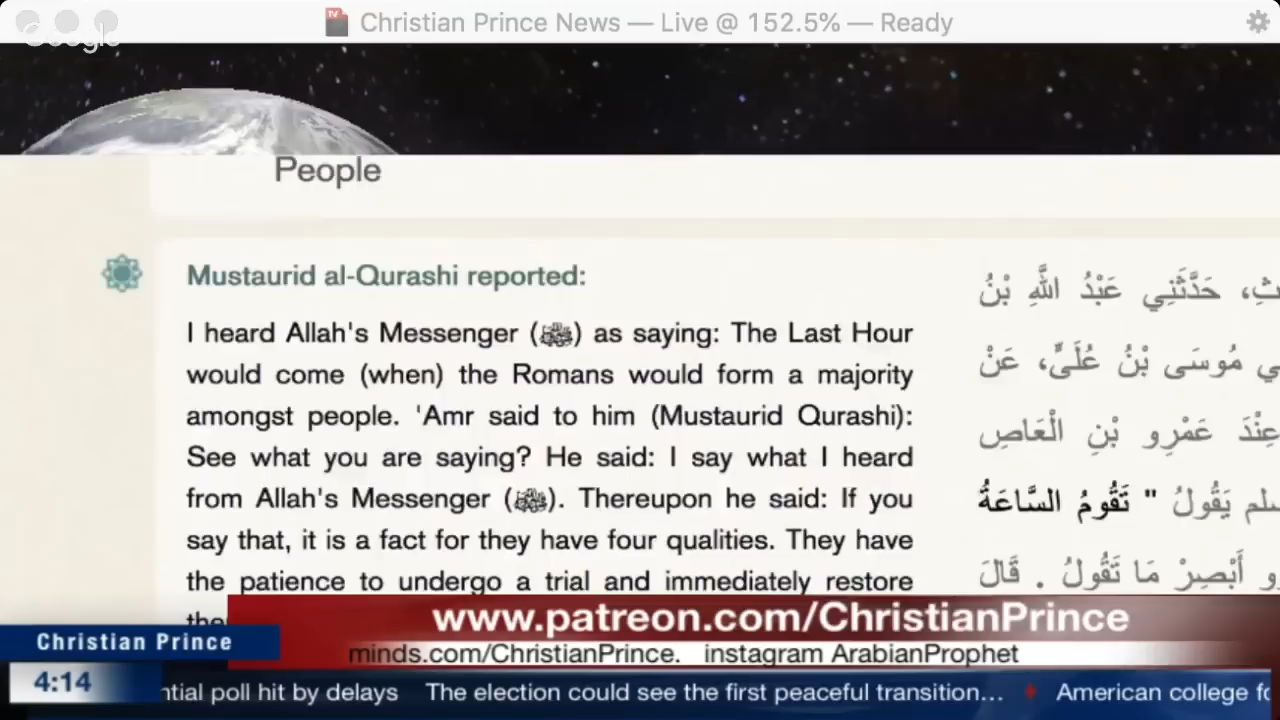 Christian Prince News — Live @ 152.5% — Ready
Google
People
Mustaurid al-Qurashi reported:
I heard Allah's Messenger (ﷺ) as saying: The Last Hour
would come (when) the Romans would form a majority
amongst people. 'Amr said to him (Mustaurid Qurashi):
See what you are saying? He said: I say what I heard
from Allah's Messenger (ﷺ). Thereupon he said: If you
say that, it is a fact for they have four qualities. They have
the patience to undergo a trial and immediately restore
the
ثِ، حَدَّثَنِي عَبْدُ اللَّهِ بْنُ
ي مُوسَى بْنُ عُلَىٍّ، عَنْ
عِنْدَ عَمْرِو بْنِ الْعَاصِ
سلم يَقُولُ " تَقُومُ السَّاعَةُ
و أَبْصِرْ مَا تَقُولُ . قَالَ
www.patreon.com/ChristianPrince
Christian Prince
minds.com/ChristianPrince. instagram ArabianProphet
4:14
ntial poll hit by delays The election could see the first peaceful transition... American college fo